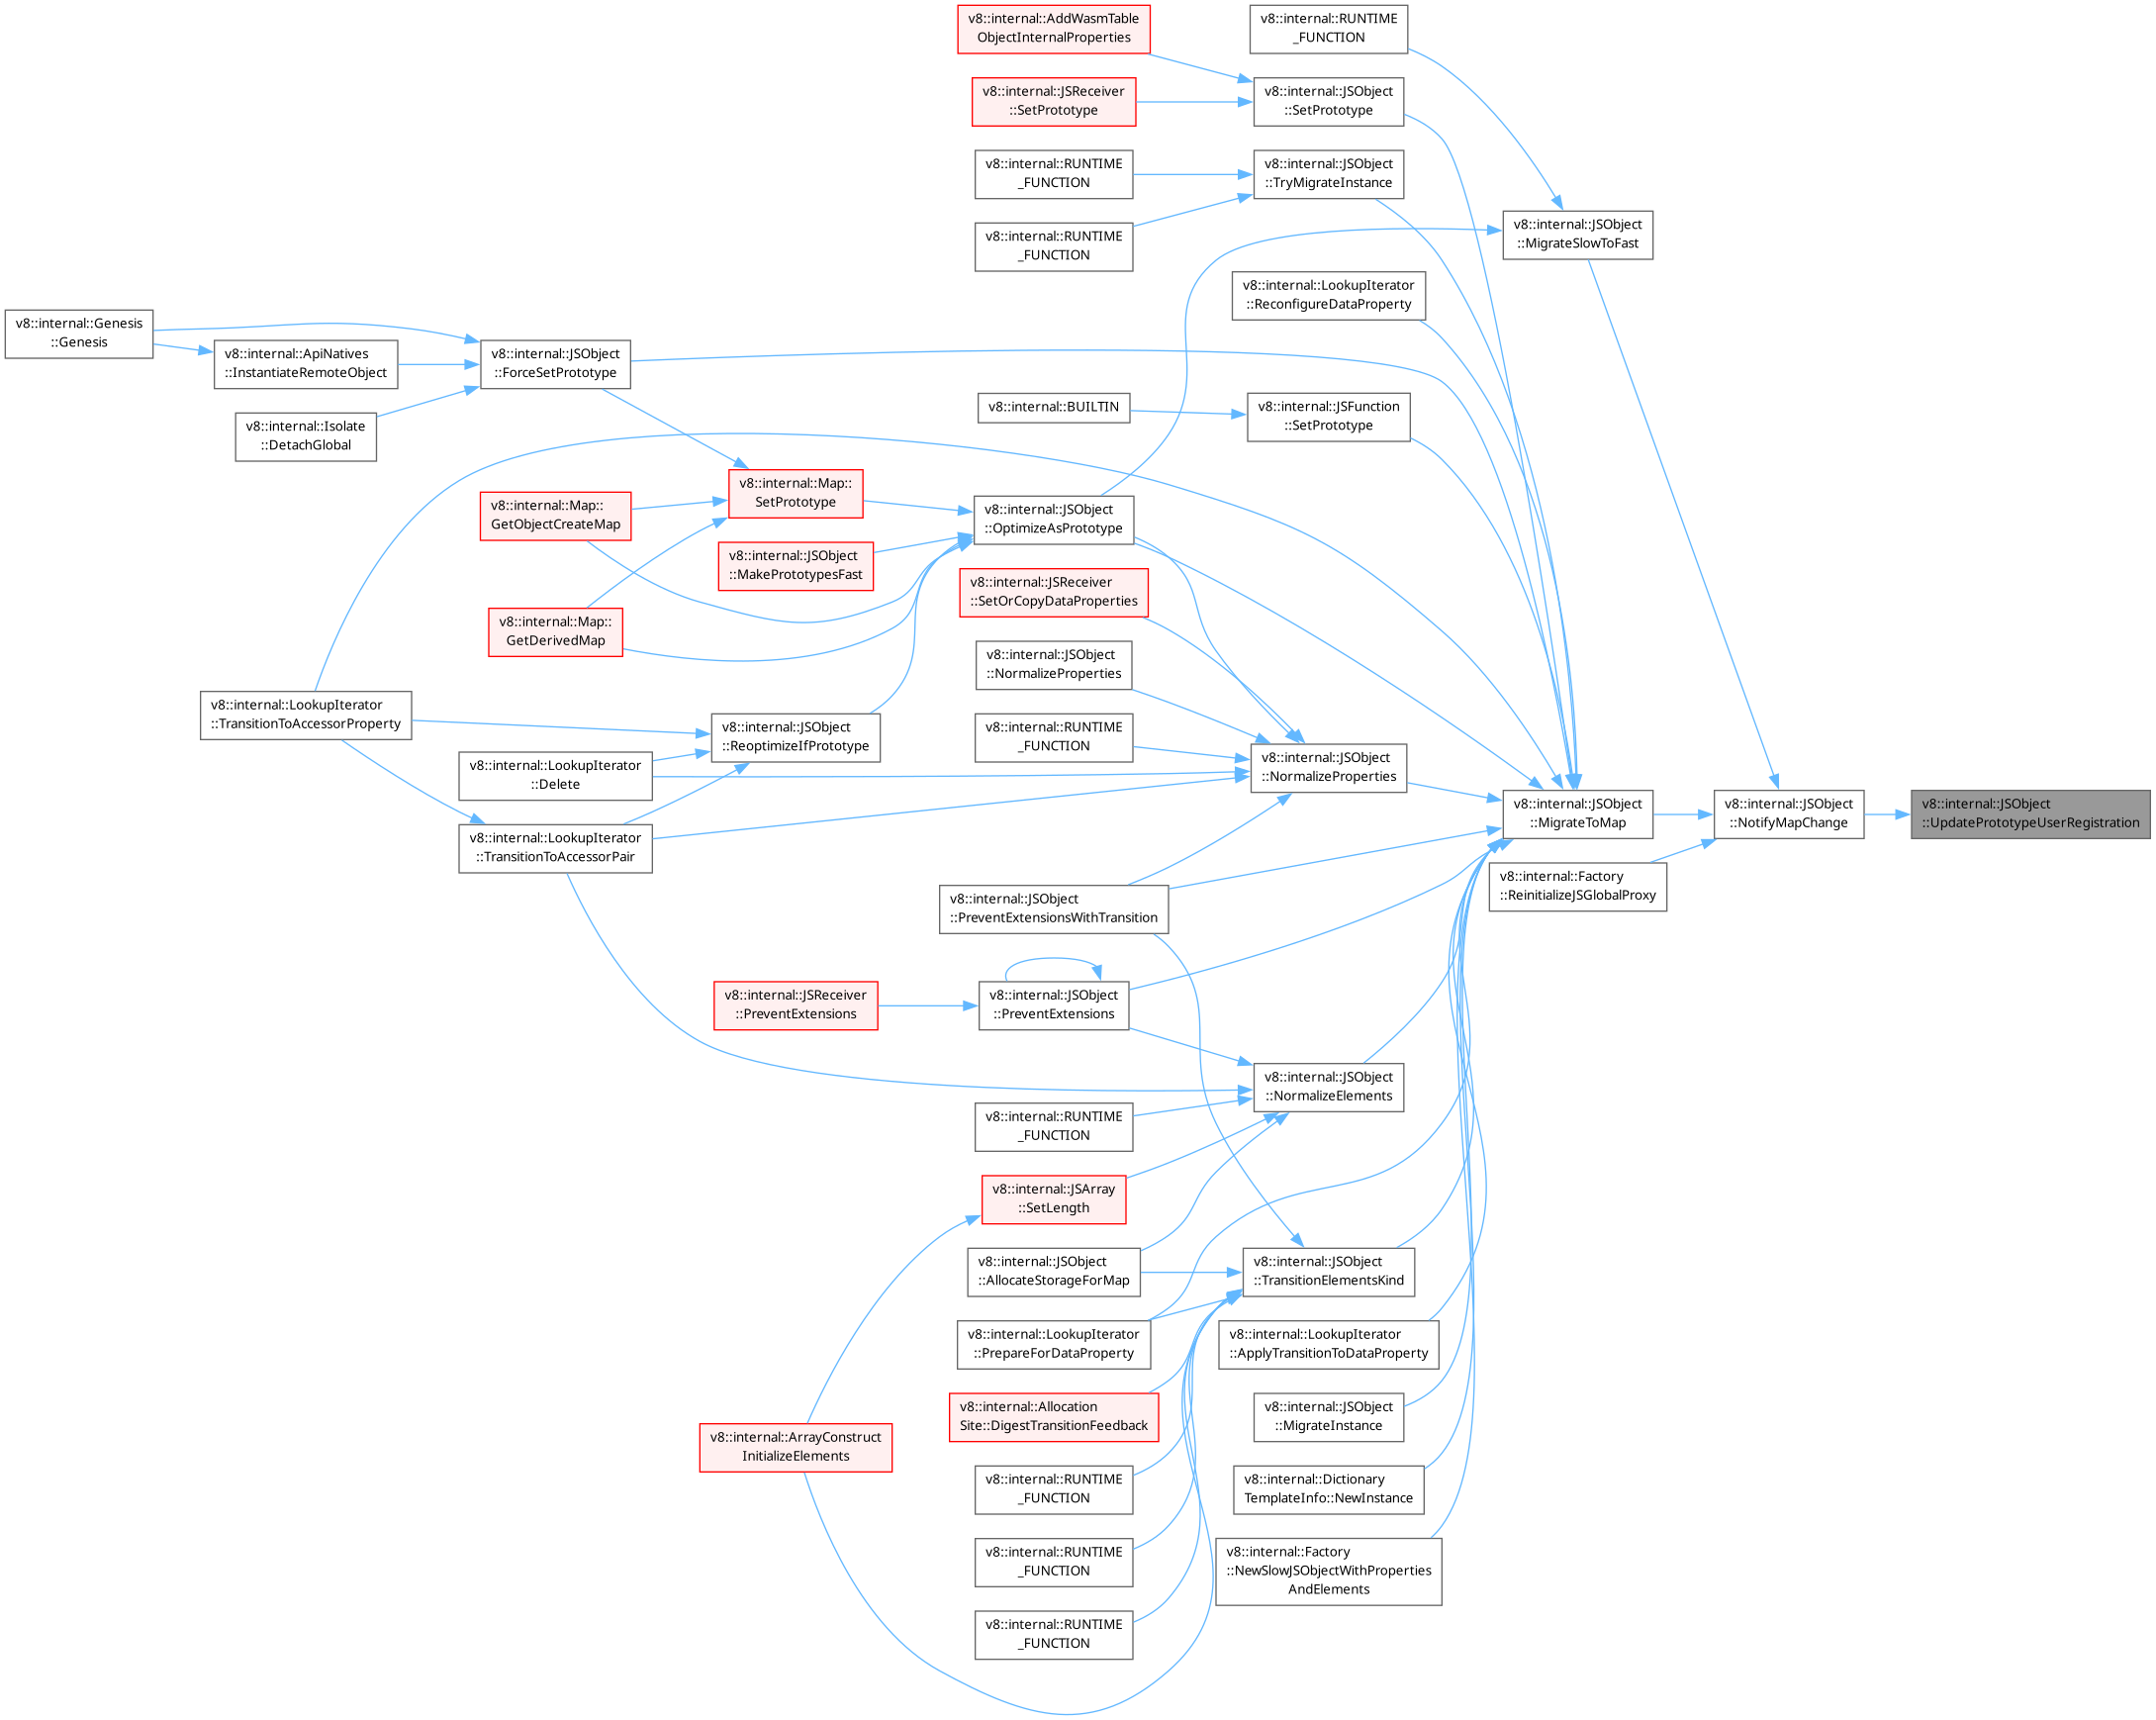 v8::internal::AddWasmTable
ObjectInternalProperties
v8::internal::RUNTIME
_FUNCTION
v8::internal::JSReceiver
::SetPrototype
v8::internal::JSObject
::SetPrototype
v8::internal::RUNTIME
_FUNCTION
v8::internal::JSObject
::TryMigrateInstance
v8::internal::RUNTIME
_FUNCTION
v8::internal::JSObject
::MigrateSlowToFast
v8::internal::LookupIterator
::ReconfigureDataProperty
v8::internal::Genesis
::Genesis
v8::internal::ApiNatives
::InstantiateRemoteObject
v8::internal::JSObject
::ForceSetPrototype
v8::internal::Isolate
::DetachGlobal
v8::internal::BUILTIN
v8::internal::JSFunction
::SetPrototype
v8::internal::Map::
GetObjectCreateMap
v8::internal::Map::
SetPrototype
v8::internal::JSObject
::OptimizeAsPrototype
v8::internal::JSObject
::MakePrototypesFast
v8::internal::JSReceiver
::SetOrCopyDataProperties
v8::internal::Map::
GetDerivedMap
v8::internal::JSObject
::NormalizeProperties
v8::internal::LookupIterator
::TransitionToAccessorProperty
v8::internal::JSObject
::ReoptimizeIfPrototype
v8::internal::RUNTIME
_FUNCTION
v8::internal::LookupIterator
::Delete
v8::internal::JSObject
::NormalizeProperties
v8::internal::JSObject
::MigrateToMap
v8::internal::JSObject
::NotifyMapChange
v8::internal::JSObject
::UpdatePrototypeUserRegistration
v8::internal::LookupIterator
::TransitionToAccessorPair
v8::internal::JSObject
::PreventExtensionsWithTransition
v8::internal::Factory
::ReinitializeJSGlobalProxy
v8::internal::JSReceiver
::PreventExtensions
v8::internal::JSObject
::PreventExtensions
v8::internal::JSObject
::NormalizeElements
v8::internal::RUNTIME
_FUNCTION
v8::internal::JSArray
::SetLength
v8::internal::JSObject
::AllocateStorageForMap
v8::internal::JSObject
::TransitionElementsKind
v8::internal::LookupIterator
::PrepareForDataProperty
v8::internal::LookupIterator
::ApplyTransitionToDataProperty
v8::internal::Allocation
Site::DigestTransitionFeedback
v8::internal::JSObject
::MigrateInstance
v8::internal::ArrayConstruct
InitializeElements
v8::internal::RUNTIME
_FUNCTION
v8::internal::Dictionary
TemplateInfo::NewInstance
v8::internal::RUNTIME
_FUNCTION
v8::internal::Factory
::NewSlowJSObjectWithProperties
AndElements
v8::internal::RUNTIME
_FUNCTION